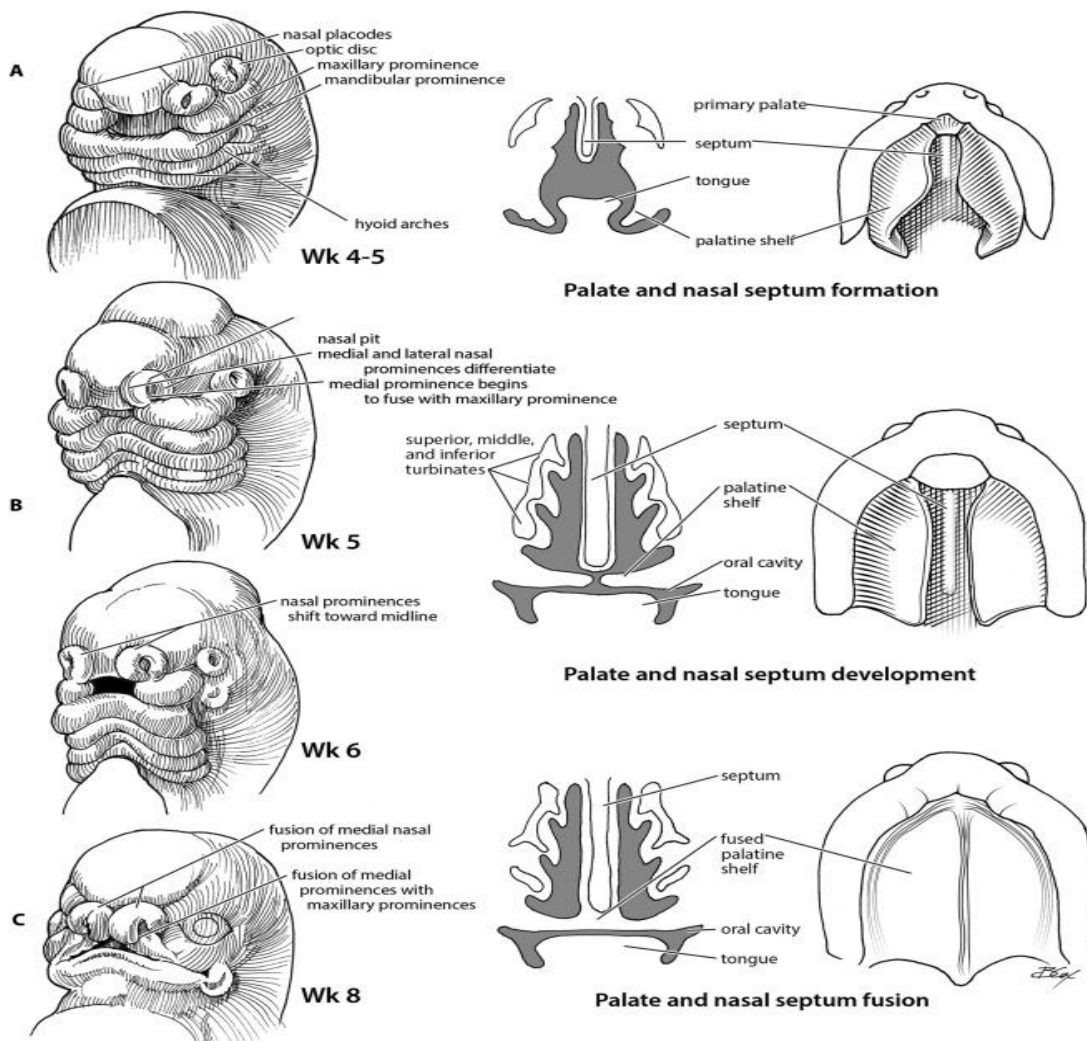 A
nasal placodes
optic disc
maxillary prominence
mandibular prominence
hyoid arches
Wk 4-5
primary palate
septum
tongue
palatine shelf
Palate and nasal septum formation
B
nasal pit
medial and lateral nasal
prominences differentiate
medial prominence begins
to fuse with maxillary prominence
Wk 5
superior, middle,
and inferior
turbinates
septum
palatine
shelf
oral cavity
tongue
Palate and nasal septum development
nasal prominences
shift toward midline
Wk 6
C
fusion of medial nasal
prominences
fusion of medial
prominences with
maxillary prominences
Wk 8
septum
fused
palatine
shelf
oral cavity
tongue
Palate and nasal septum fusion